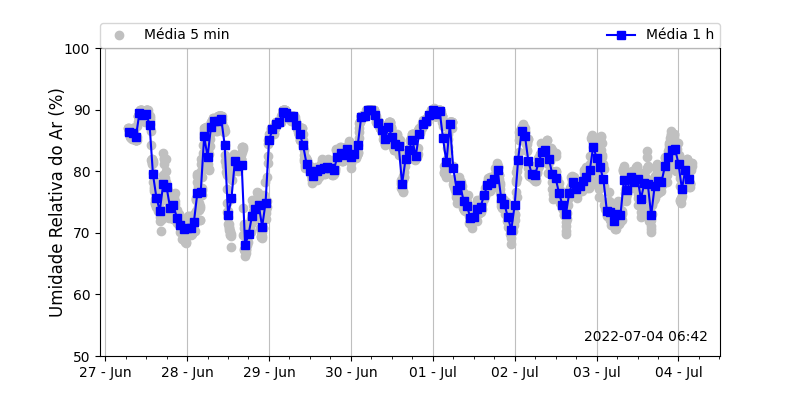 Média 5 min
Média 1 h
Umidade Relativa do Ar (%)
100
90
80
70
60
50
2022-07-04 06:42
27 - Jun
28 - Jun
29 - Jun
30 - Jun
01 - Jul
02 - Jul
03 - Jul
04 - Jul